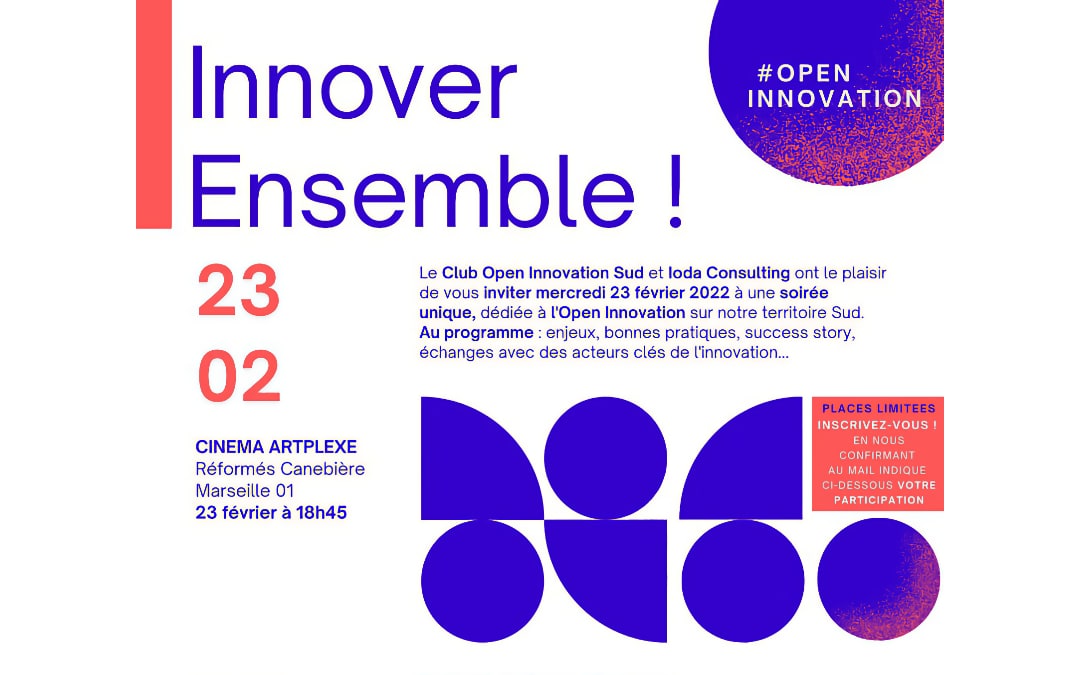 Innover
Ensemble !
#OPEN
INNOVATION
23
02
CINEMA ARTPLEXE
Réformés Canebière
Marseille 01
23 février à 18h45
Le Club Open Innovation Sud et Ioda Consulting ont le plaisir
de vous inviter mercredi 23 février 2022 à une soirée
unique, dédiée à l'Open Innovation sur notre territoire Sud.
Au programme : enjeux, bonnes pratiques, success story,
échanges avec des acteurs clés de l'innovation...
PLACES LIMITEES
INSCRIVEZ-VOUS !
EN NOUS
CONFIRMANT
AU MAIL INDIQUE
CI-DESSOUS VOTRE
PARTICIPATION